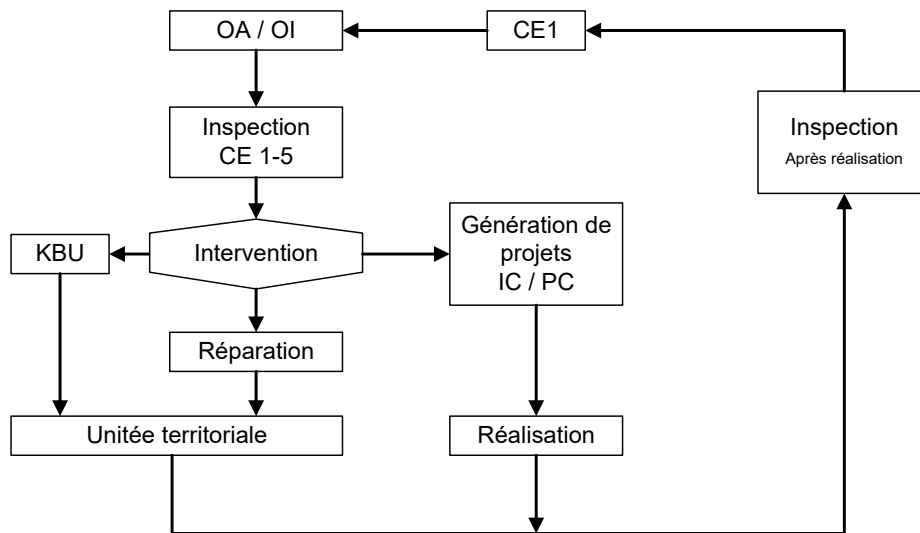 OA / OI
CE1
Inspection
CE 1-5
Inspection
Après réalisation
KBU
Intervention
Génération de
projets
IC / PC
Réparation
Unitée territoriale
Réalisation